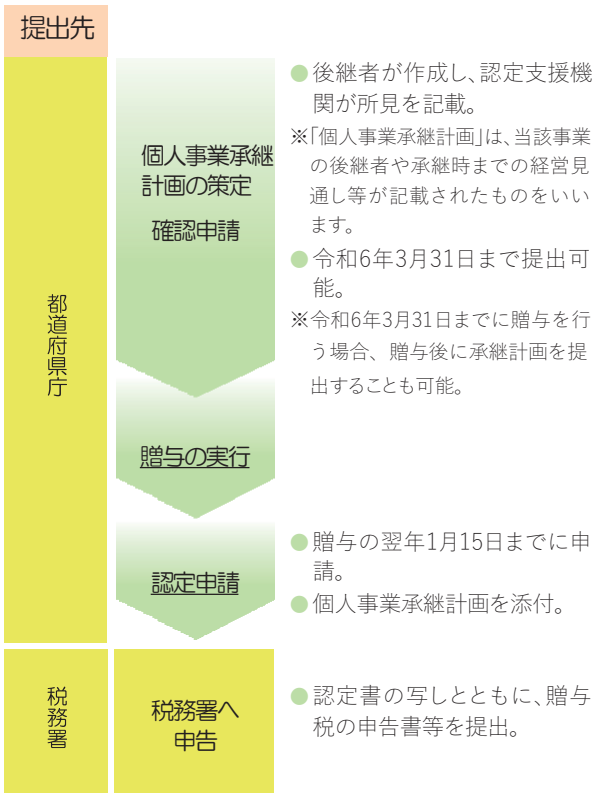 提出先
都道府県庁
個人事業承継
計画の策定
確認申請
●後継者が作成し、認定支援機
関が所見を記載。
※「個人事業承継計画」は、当該事業
の後継者や承継時までの経営見
通し等が記載されたものをいい
ます。
●令和6年3月31日まで提出可
能。
※令和6年3月31日までに贈与を行
う場合、贈与後に承継計画を提
出することも可能。
贈与の実行
認定申請
●贈与の翌年1月15日までに申
請。
●個人事業承継計画を添付。
税務署
税務署へ
申告
●認定書の写しとともに、贈与
税の申告書等を提出。